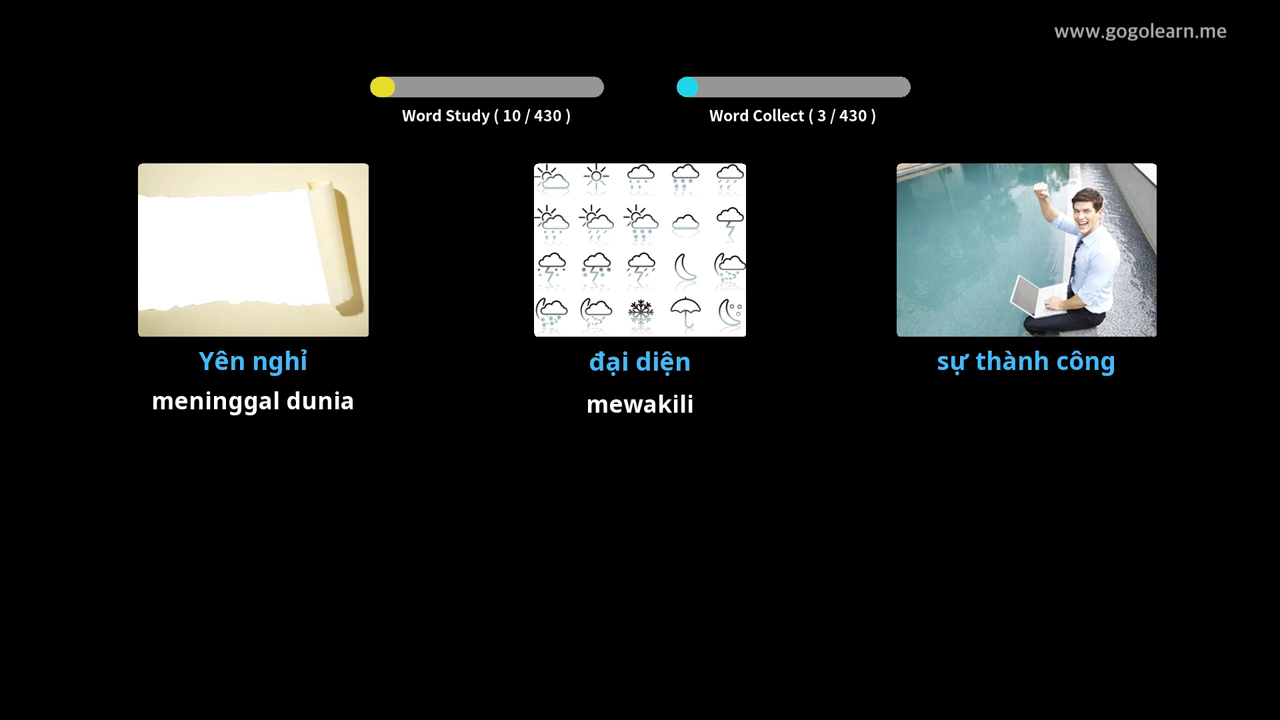 www.gogolearn.me
Word Study ( 10 / 430 )
Word Collect ( 3 / 430 )
Yên nghỉ
meninggal dunia
đại diện
mewakili
sự thành công